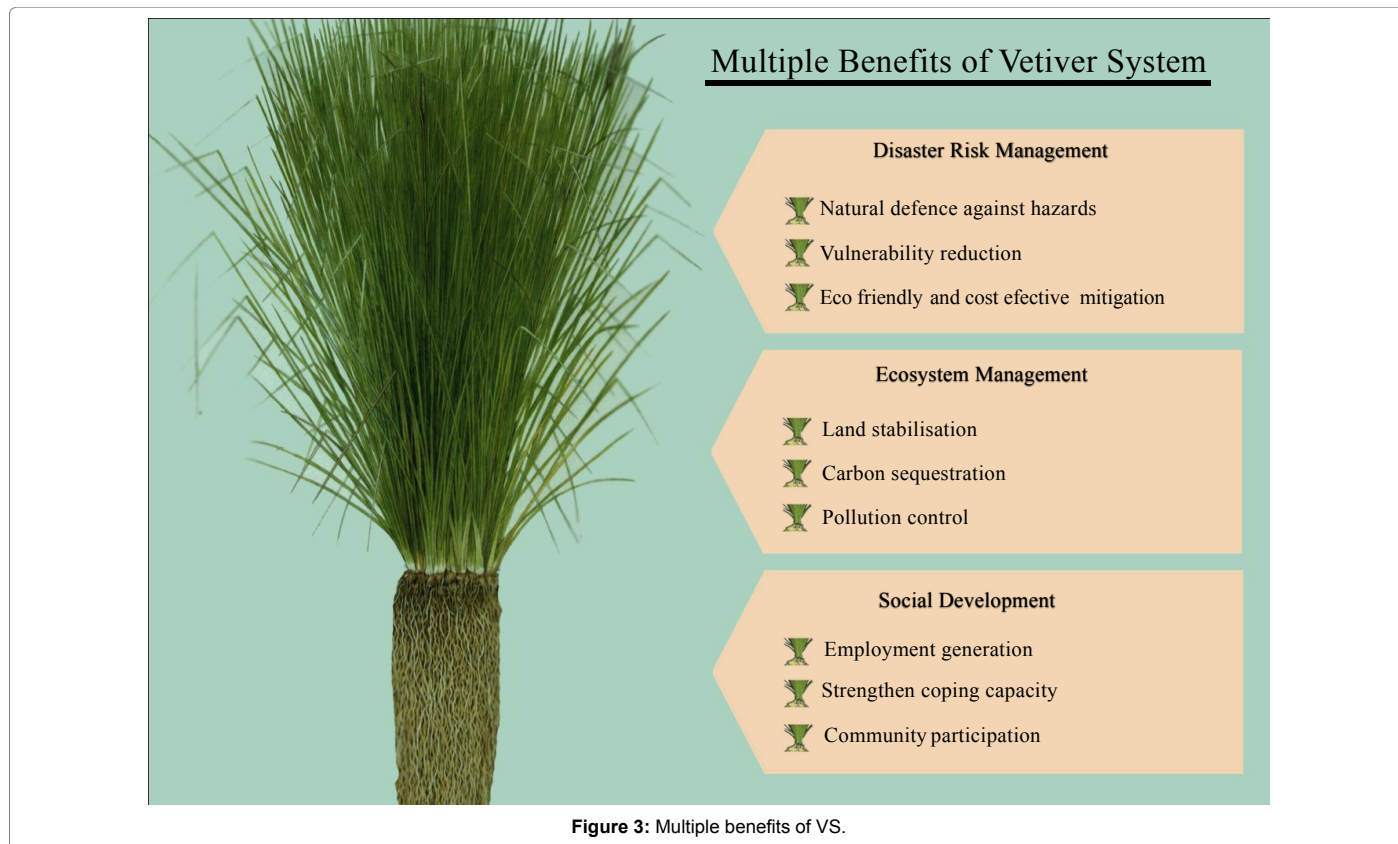 Multiple Benefits of Vetiver System
Disaster Risk Management
Natural defence against hazards
Vulnerability reduction
Eco friendly and cost efective mitigation
Ecosystem Management
Land stabilisation
Carbon sequestration
Pollution control
Social Development
Employment generation
Strengthen coping capacity
Community participation
Figure 3: Multiple benefits of VS.